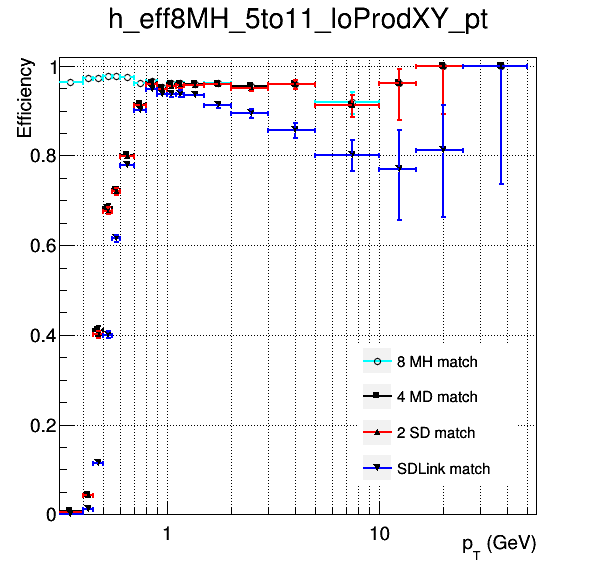 h_eff8MH_5to11_loProdXY_pt
Efficiency
1
0.8
0.6
0.4
0.2
0
8 MH match
4 MD match
2 SD match
SDLink match
1
10
p_T (GeV)